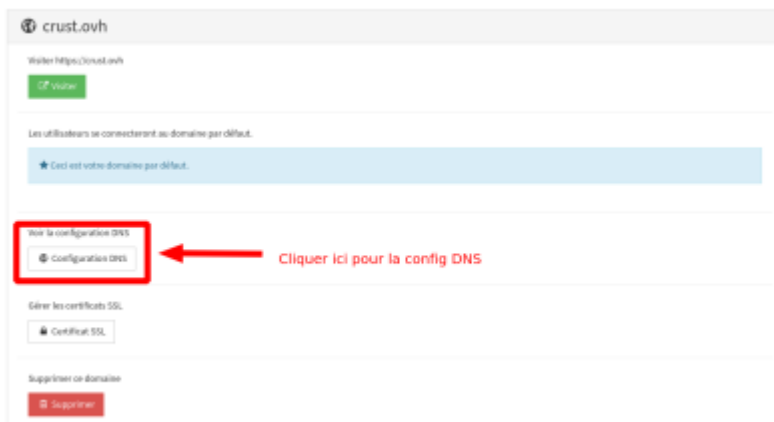 crust.ovh
Visiter https://crust.ovh
Visiter
Les utilisateurs se connecteront au domaine par défaut.
Ceci est votre domaine par défaut.
Voir la configuration DNS
Configuration DNS
Cliquer ici pour la config DNS
Gérer les certificats SSL
Certificat SSL
Supprimer ce domaine
Supprimer